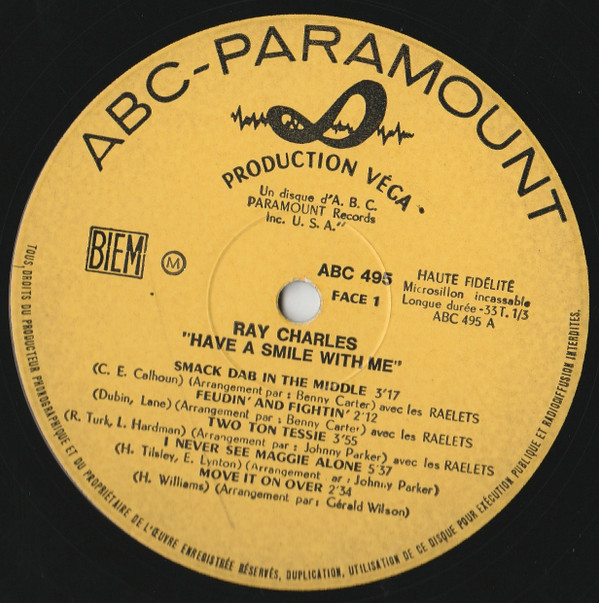 ABC-PARAMOUNT
PRODUCTION VÉGA.
Un disque d'A. B. C.
PARAMOUNT Records
Inc. U. S. A."
BIEM
M
ABC 495
FACE 1
HAUTE FIDÉLITÉ
Microsillon incassable
Longue durée-33 T. 1/3
ABC 495 A
RAY CHARLES
"HAVE A SMILE WITH ME"
SMACK DAB IN THE MIDDLE 3'17
(C. E. Calhoun) (Arrangement par : Benny Carter) avec les RAELETS
FEUDIN' AND FIGHTIN' 2'12
(Dubin, Lane) (Arrangement par : Benny Carter) avec les RAELETS
TWO TON TESSIE 3'55
(R. Turk, L. Hardman) (Arrangement par : Johnny Parker) avec les RAELETS
I NEVER SEE MAGGIE ALONE 5'37
(H. Tilsley, E. Lynton) (Arrangement ar : Johnny Parker)
MOVE IT ON OVER 2'34
(H. Williams) (Arrangement par : Gérald Wilson)
TOUS DROITS DU PRODUCTEUR PHONOGRAPHIQUE ET DU PROPRIÉTAIRE DE L'ŒUVRE ENREGISTRÉE RÉSERVÉS, DUPLICATION, UTILISATION DE CE DISQUE POUR EXÉCUTION PUBLIQUE ET RADIODIFFUSION INTERDITES.